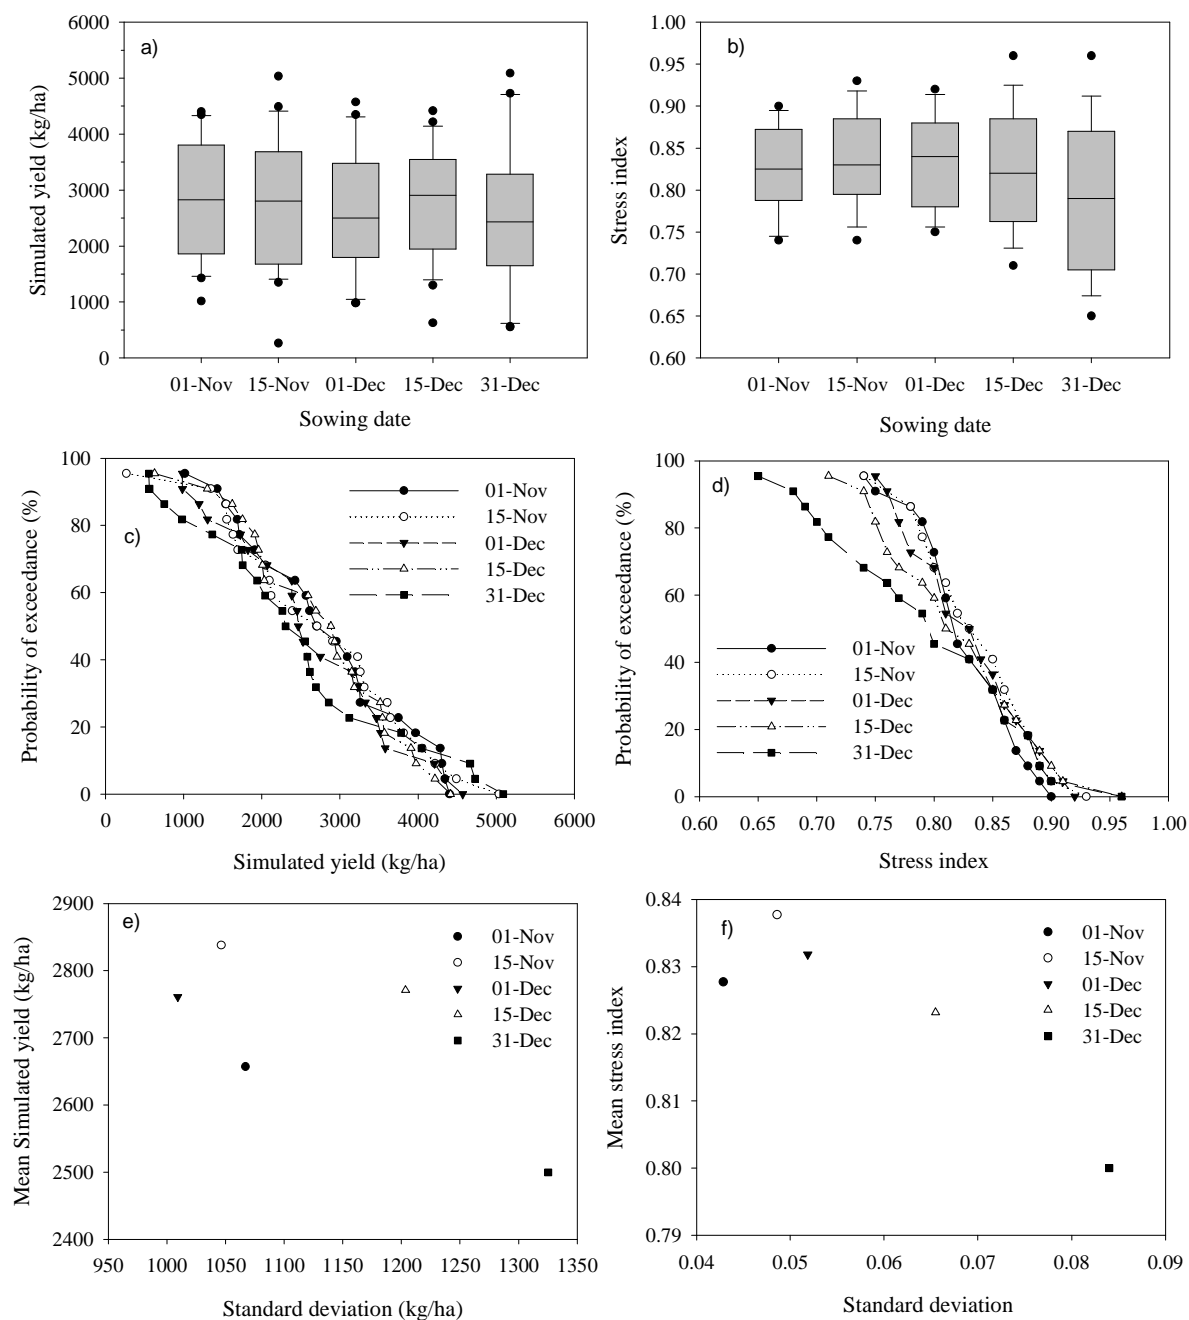 a)
Simulated yield (kg/ha)
6000
5000
4000
3000
2000
1000
0
01-Nov 15-Nov 01-Dec 15-Dec 31-Dec
Sowing date
b)
Stress index
1.00
0.95
0.90
0.85
0.80
0.75
0.70
0.65
0.60
01-Nov 15-Nov 01-Dec 15-Dec 31-Dec
Sowing date
c)
Probability of exceedance (%)
100
80
60
40
20
0
01-Nov
15-Nov
01-Dec
15-Dec
31-Dec
0 1000 2000 3000 4000 5000 6000
Simulated yield (kg/ha)
d)
Probability of exceedance (%)
100
80
60
40
20
0
01-Nov
15-Nov
01-Dec
15-Dec
31-Dec
0.60 0.65 0.70 0.75 0.80 0.85 0.90 0.95 1.00
Stress index
e)
Mean Simulated yield (kg/ha)
2900
2800
2700
2600
2500
2400
01-Nov
15-Nov
01-Dec
15-Dec
31-Dec
950 1000 1050 1100 1150 1200 1250 1300 1350
Standard deviation (kg/ha)
f)
Mean stress index
0.84
0.83
0.82
0.81
0.80
0.79
01-Nov
15-Nov
01-Dec
15-Dec
31-Dec
0.04 0.05 0.06 0.07 0.08 0.09
Standard deviation